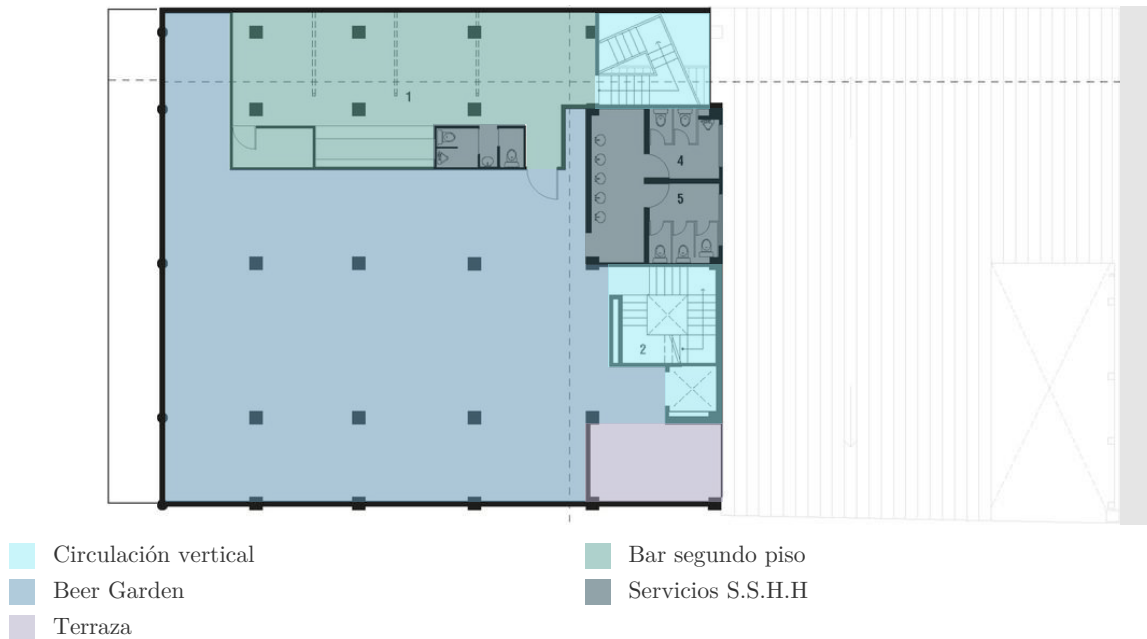 1
4
5
2
Circulación vertical
Bar segundo piso
Beer Garden
Servicios S.S.H.H
Terraza